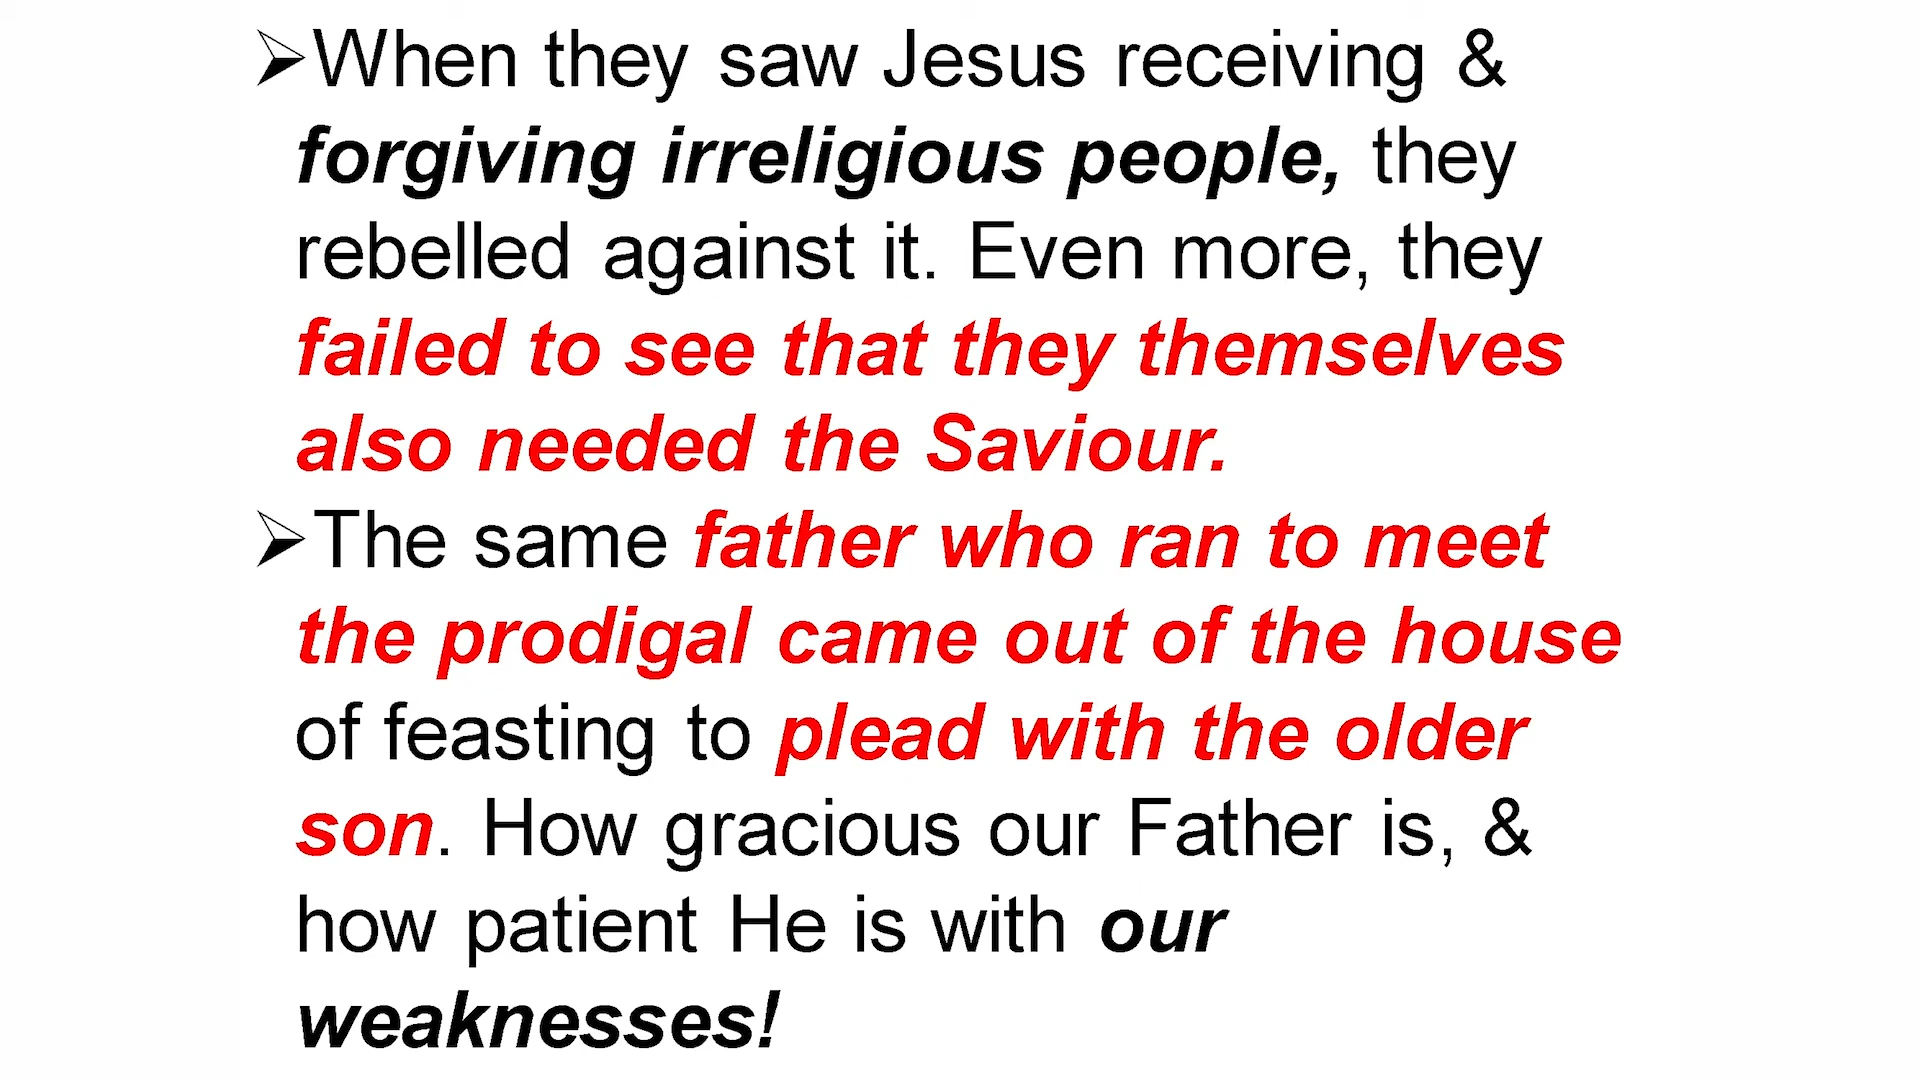 ➢When they saw Jesus receiving &
forgiving irreligious people, they
rebelled against it. Even more, they
failed to see that they themselves
also needed the Saviour.
➢The same father who ran to meet
the prodigal came out of the house
of feasting to plead with the older
son. How gracious our Father is, &
how patient He is with our
weaknesses!